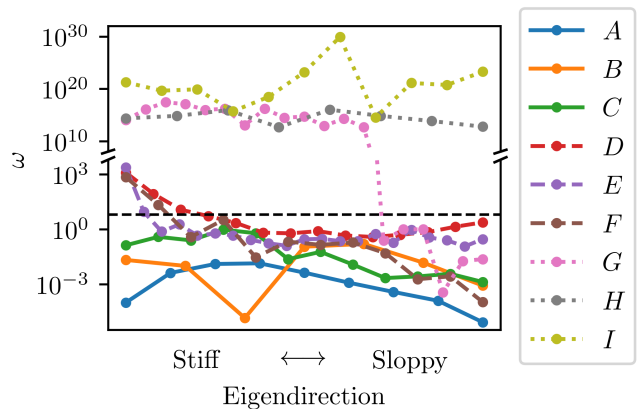 10^30
10^20
10^10
10^3
10^0
10^−3
ω
Stiff ⟷ Sloppy
Eigendirection
A
B
C
D
E
F
G
H
I